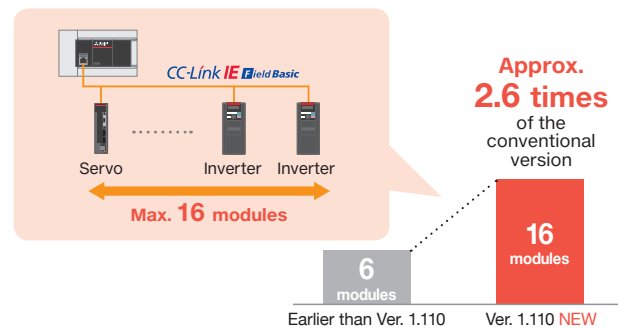 CC-Link IE Field Basic
Servo
Inverter Inverter
Max. 16 modules
Approx.
2.6 times
of the
conventional
version
6
modules
16
modules
Earlier than Ver. 1.110
Ver. 1.110 NEW